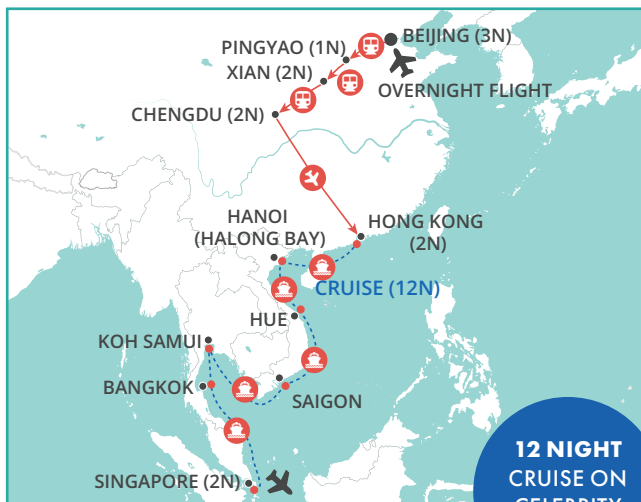 BEIJING (3N)
PINGYAO (1N)
XIAN (2N)
OVERNIGHT FLIGHT
CHENGDU (2N)
HANOI
(HALONG BAY)
HONG KONG
(2N)
CRUISE (12N)
HUE
KOH SAMUI
BANGKOK
SAIGON
SINGAPORE (2N)
12 NIGHT
CRUISE ON
CELEBRITY